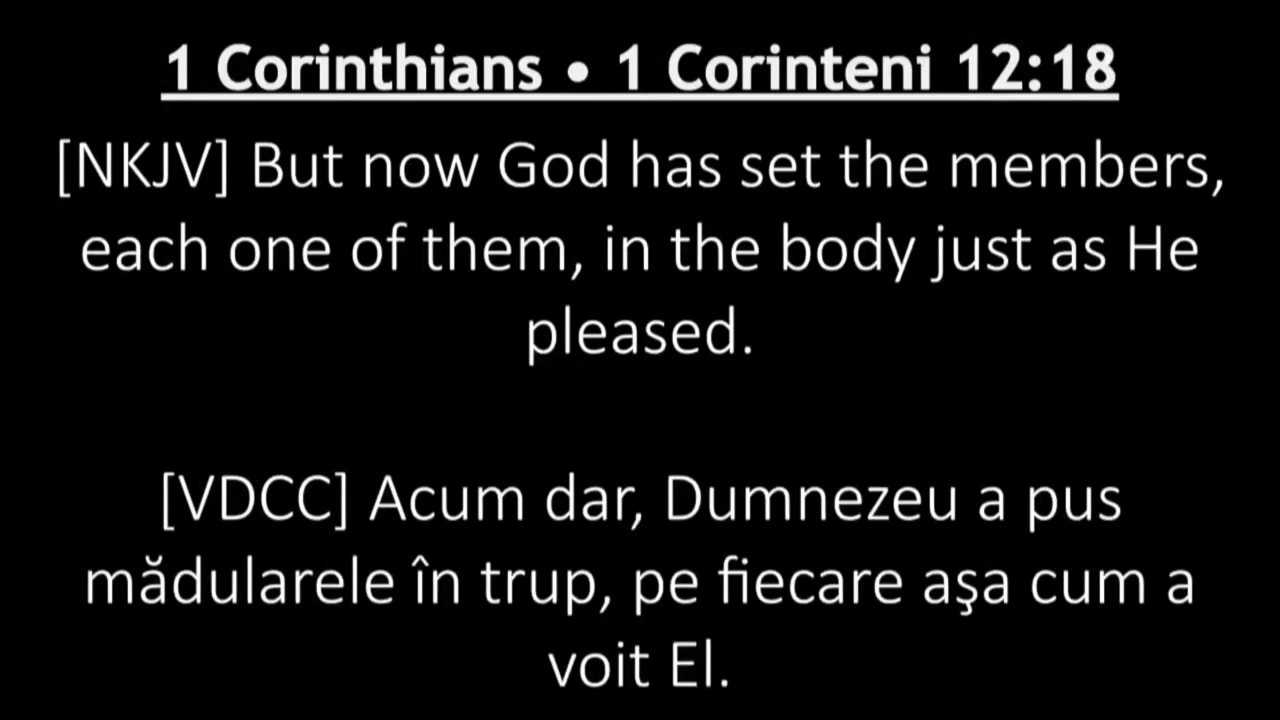 1 Corinthians • 1 Corinteni 12:18
[NKJV] But now God has set the members,
each one of them, in the body just as He
pleased.
[VDCC] Acum dar, Dumnezeu a pus
mădularele în trup, pe fiecare aşa cum a
voit El.